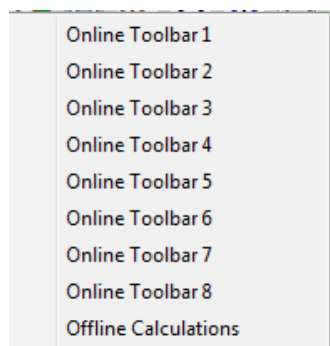 Online Toolbar 1
Online Toolbar 2
Online Toolbar 3
Online Toolbar 4
Online Toolbar 5
Online Toolbar 6
Online Toolbar 7
Online Toolbar 8
Offline Calculations